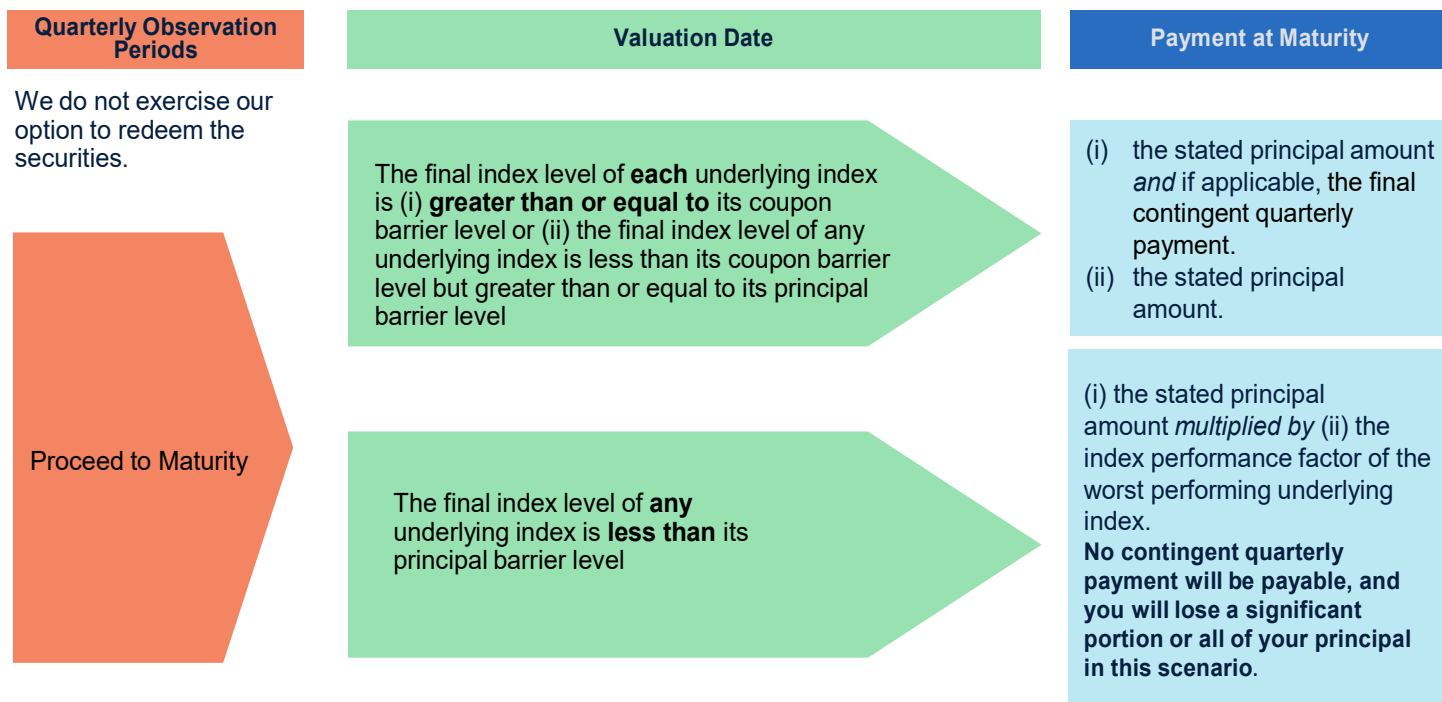 Quarterly Observation
Periods
Valuation Date
Payment at Maturity
We do not exercise our
option to redeem the
securities.
Proceed to Maturity
The final index level of each underlying index
is (i) greater than or equal to its coupon
barrier level or (ii) the final index level of any
underlying index is less than its coupon barrier
level but greater than or equal to its principal
barrier level
(i) the stated principal amount
and if applicable, the final
contingent quarterly
payment.
(ii) the stated principal
amount.
The final index level of any
underlying index is less than its
principal barrier level
(i) the stated principal
amount multiplied by (ii) the
index performance factor of the
worst performing underlying
index.
No contingent quarterly
payment will be payable, and
you will lose a significant
portion or all of your principal
in this scenario.